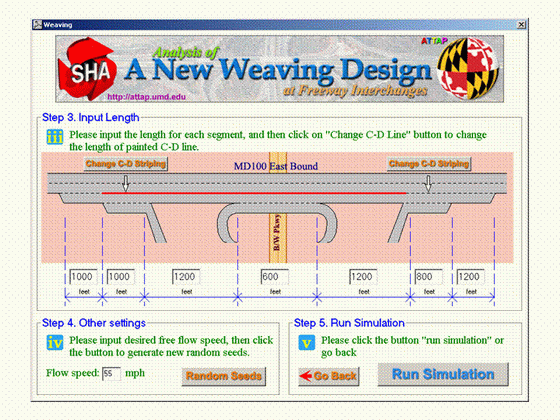 Weaving
ATTAP
Analysis of
SHA
A New Weaving Design
at Freeway Interchanges
http://attap.umd.edu
Step 3. Input Length
iii
Please input the length for each segment, and then click on "Change C-D Line" button to change
the length of painted C-D line.
Change C-D Striping
MD100 East Bound
Change C-D Striping
B/W Pkwy
1000 1000 1200 600 1200 800 1200
feet feet feet feet feet feet feet
Step 4. Other settings
iv
Please input desired free flow speed, then click
the button to generate new random seeds.
Flow speed: 55 mph
Random Seeds
Step 5. Run Simulation
v
Please click the button "run simulation" or
go back
Go Back
Run Simulation